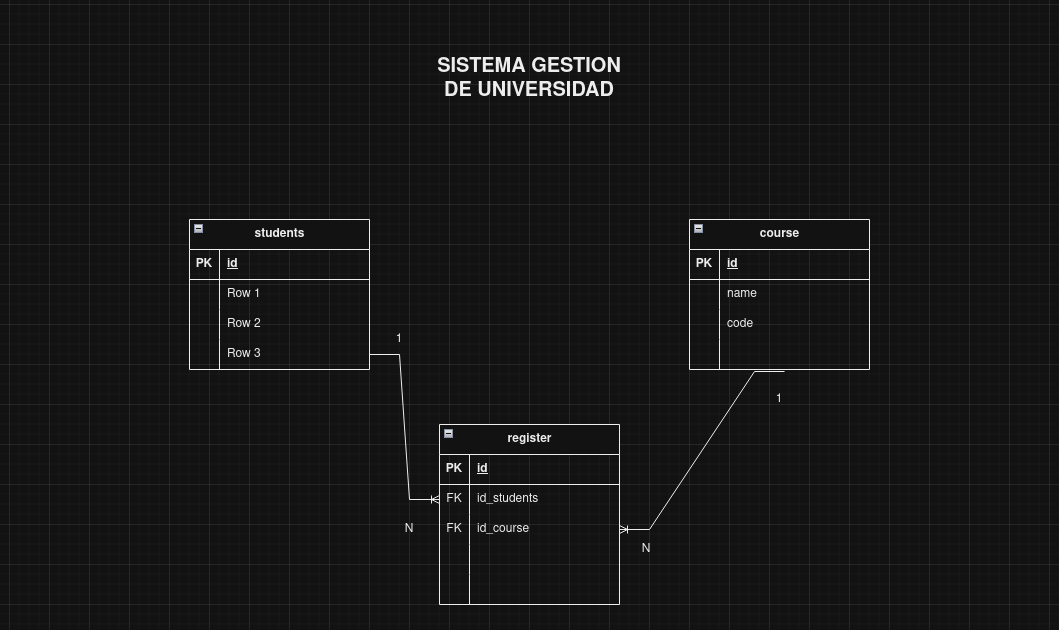 SISTEMA GESTION
DE UNIVERSIDAD
students
PK id
Row 1
Row 2
Row 3
1
course
PK id
name
code
1
register
PK id
FK id_students
FK id_course
N
N